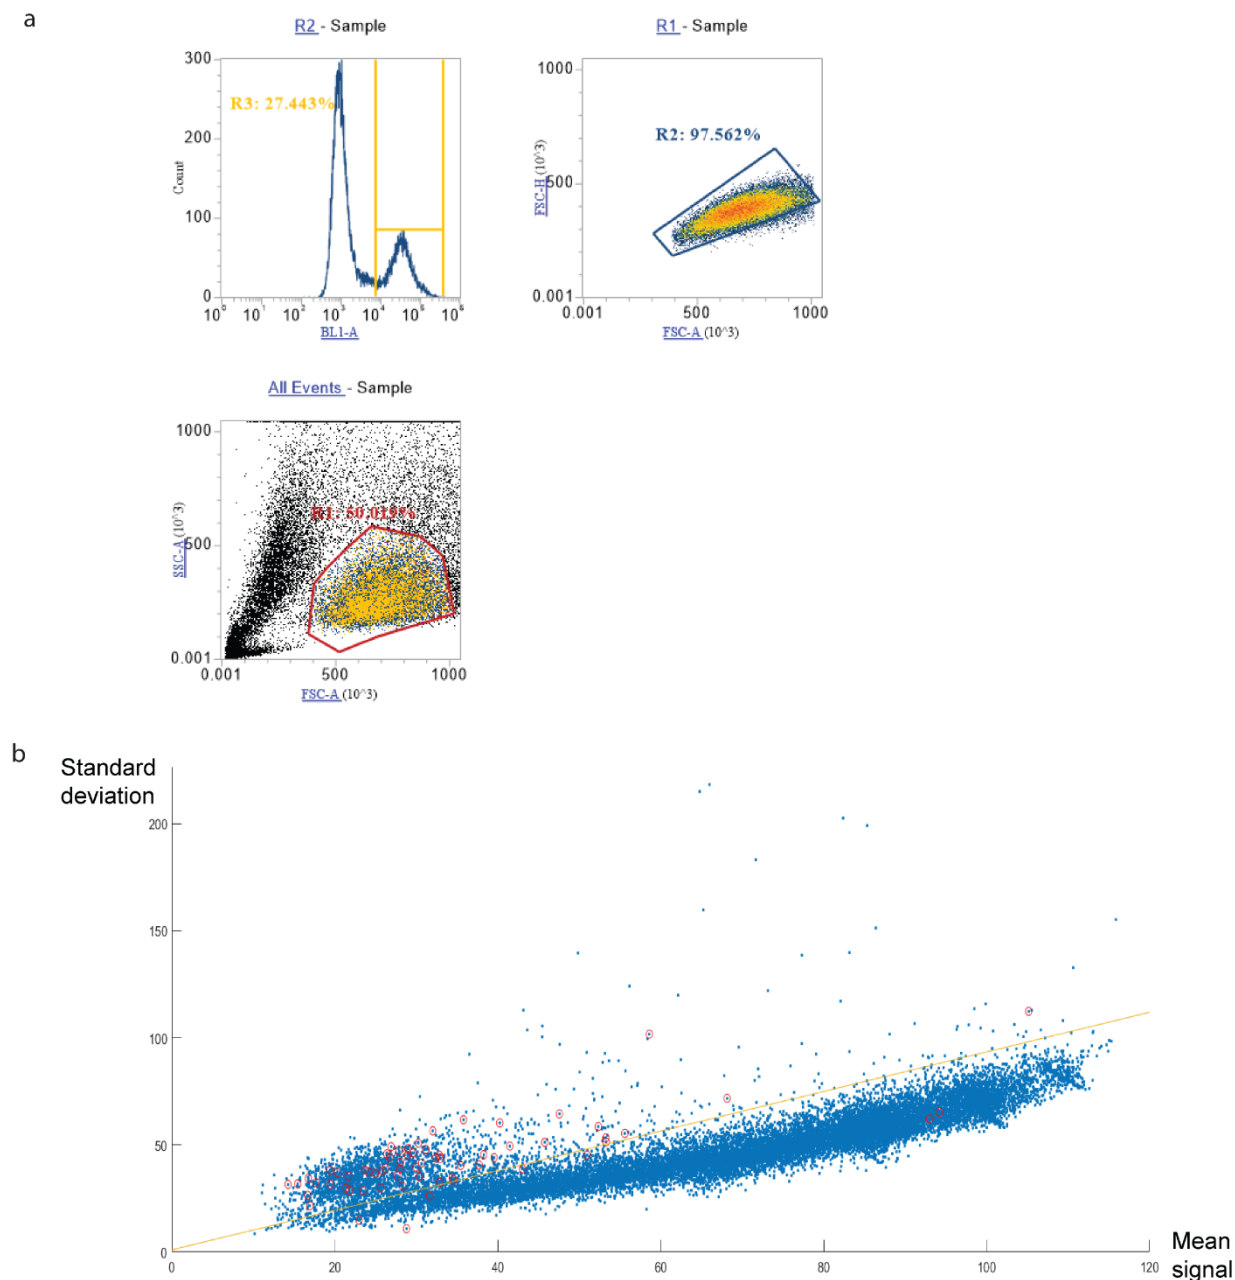 a
R2 - Sample
300
R3: 27.443%
200
Count
100
0
10^0 10^1 10^2 10^3 10^4 10^5 10^6
BL1-A
R1 - Sample
1000
R2: 97.562%
FSC-H (10^3)
500
0.001
0.001 500 1000
FSC-A (10^3)
All Events - Sample
1000
R1: 50.019%
SSC-A (10^3)
500
0.001
0.001 500 1000
FSC-A (10^3)
b
Standard
deviation
200
150
100
50
0
0 20 40 60 80 100 120
Mean
signal